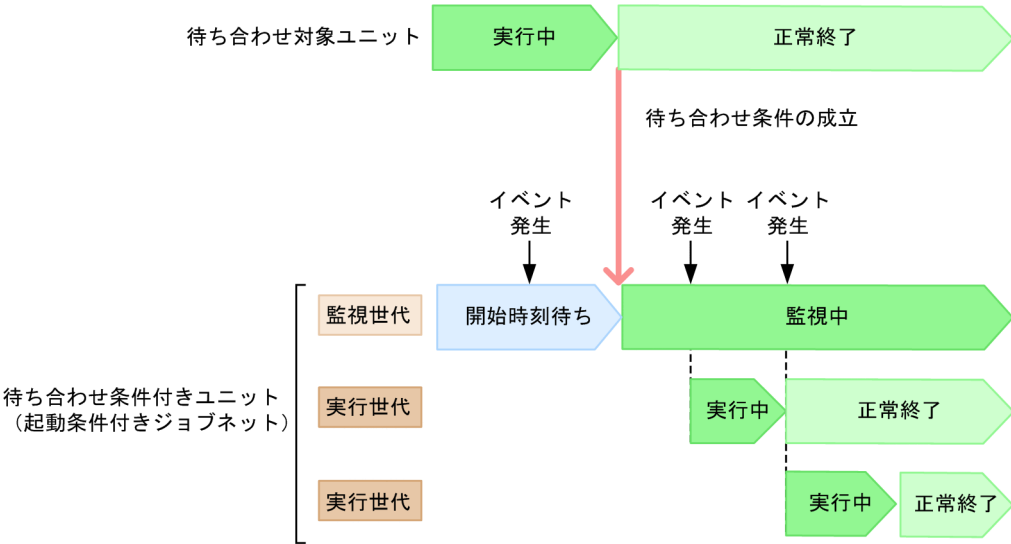 待ち合わせ対象ユニット
実行中
正常終了
待ち合わせ条件の成立
イベント
発生
イベント
発生
イベント
発生
監視世代
開始時刻待ち
監視中
待ち合わせ条件付きユニット
（起動条件付きジョブネット）
実行世代
実行中
正常終了
実行世代
実行中
正常終了